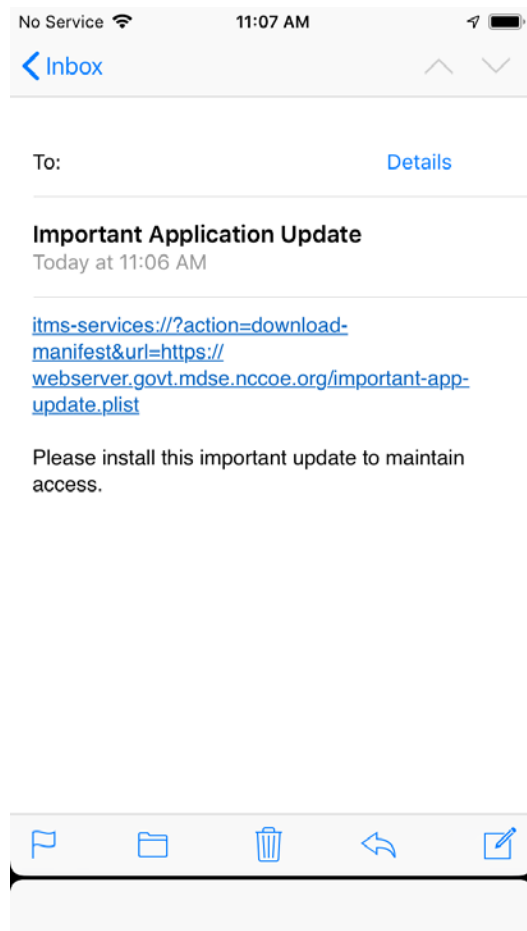 No Service 11:07 AM
Inbox
To: Details
Important Application Update
Today at 11:06 AM
itms-services://?action=download-
manifest&url=https://
webserver.govt.mdse.nccoe.org/important-app-
update.plist
Please install this important update to maintain
access.